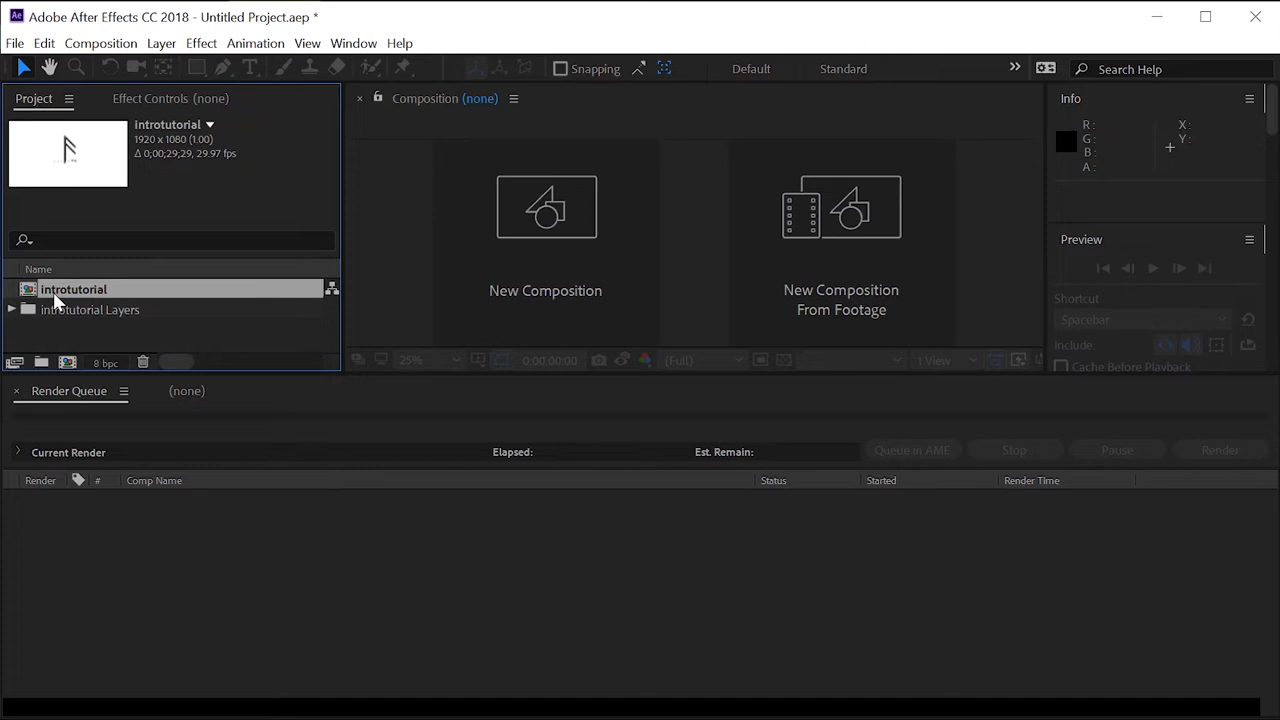 Ae Adobe After Effects CC 2018 - Untitled Project.aep *
File Edit Composition Layer Effect Animation View Window Help
Snapping Default Standard Search Help
Project Effect Controls (none) Composition (none) Info
introtutorial
1920 x 1080 (1.00)
Δ 0;00;29;29, 29.97 fps
R:
G:
B:
A:
X:
Y:
Name
introtutorial
introtutorial Layers
8 bpc
New Composition
New Composition
From Footage
25% 0:00:00:00 (Full) 1 View
Preview
Shortcut
Spacebar
Include:
Cache Before Playback
Render Queue (none)
Current Render Elapsed: Est. Remain: Queue in AME Stop Pause Render
Render # Comp Name Status Started Render Time